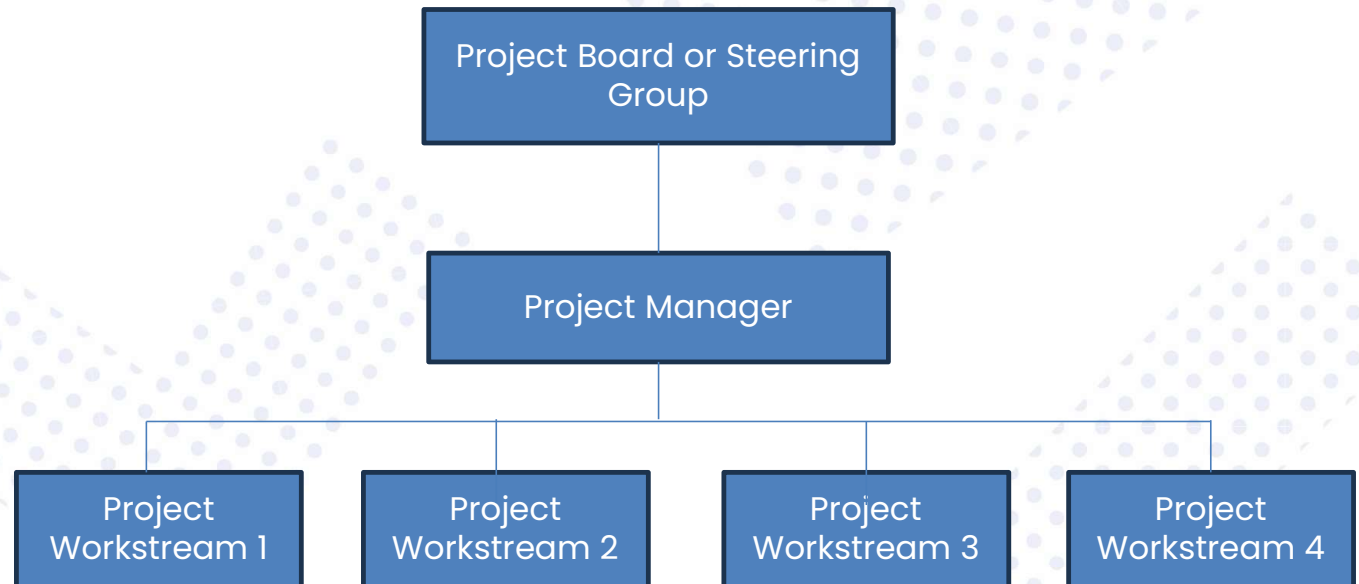 Project Board or Steering
Group
Project Manager
Project
Workstream 1
Project
Workstream 2
Project
Workstream 3
Project
Workstream 4